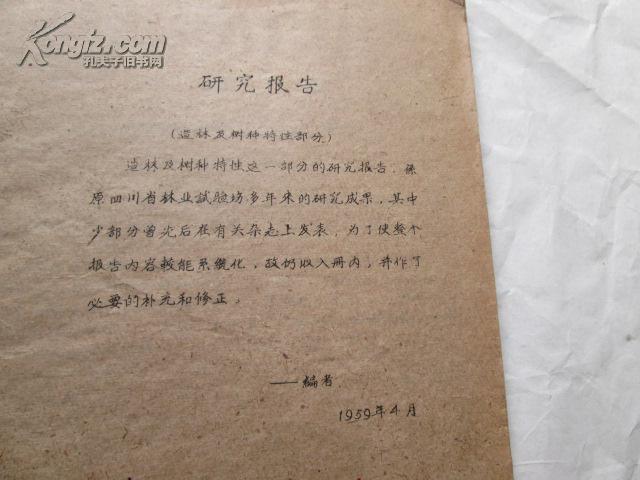 Kongfz.com
孔夫子旧书网
研究报告
(造林及树种特性部分)
造林及树种特性这一部分的研究报告,係
原四川省林业試验场多年来的研究成果,其中
少部分曾先后在有关杂志上发表,为了使整个
报告内容較能系統化,故仍收入册内,并作了
必要的补充和修正。
——編者
1959年4月